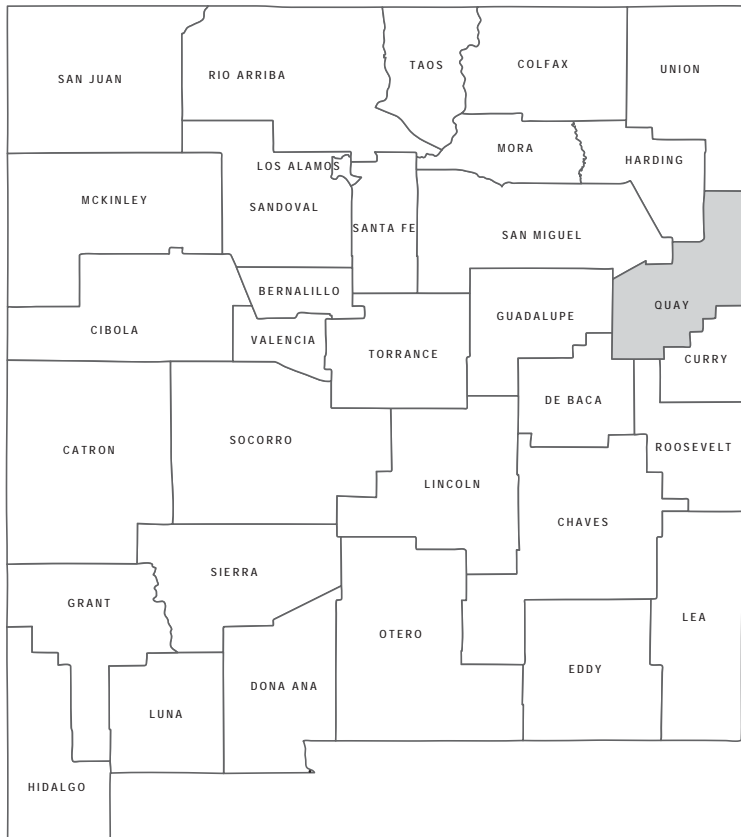 TAOS
COLFAX
UNION
SAN JUAN
RIO ARRIBA
MORA
HARDING
LOS ALAMOS
MCKINLEY
SANDOVAL
SANTA FE
SAN MIGUEL
BERNALILLO
QUAY
GUADALUPE
CIBOLA
VALENCIA
TORRANCE
CURRY
DE BACA
SOCORRO
ROOSEVELT
CATRON
LINCOLN
CHAVES
SIERRA
GRANT
LEA
OTERO
EDDY
DONA ANA
LUNA
HIDALGO